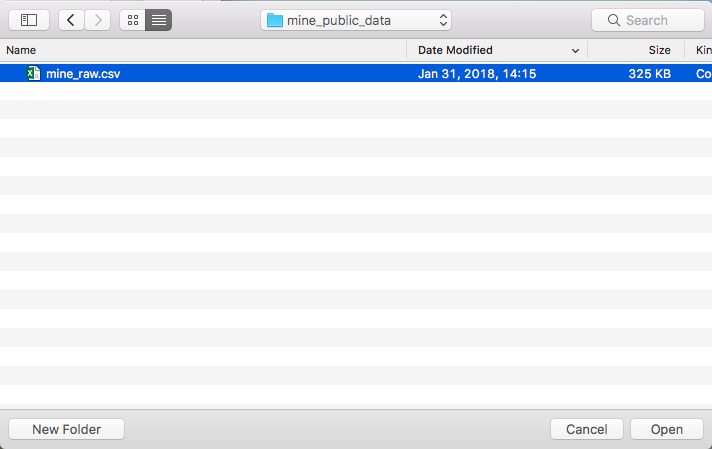 mine_public_data
Search
Name Date Modified Size Kin
mine_raw.csv Jan 31, 2018, 14:15 325 KB Co
New Folder Cancel Open